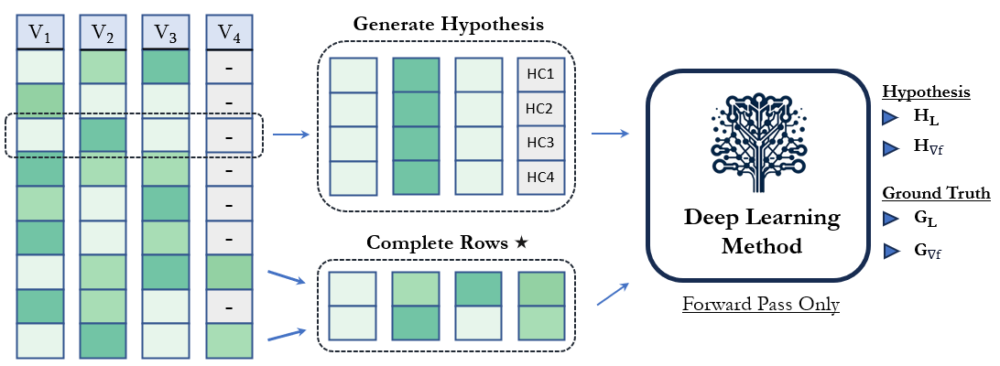 V1 V2 V3 V4
-
-
-
-
-
-
-
Generate Hypothesis
HC1
HC2
HC3
HC4
Complete Rows ★
Deep Learning
Method
Forward Pass Only
Hypothesis
HL
H∇f
Ground Truth
GL
G∇f